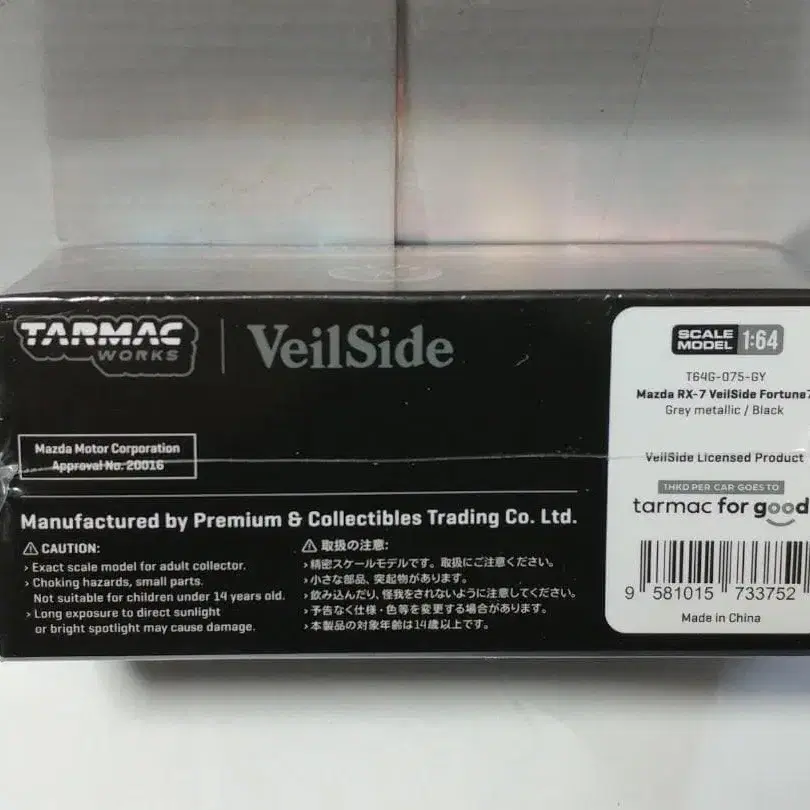 TARMAC
WORKS
VeilSide
Mazda Motor Corporation
Approval No. 20016
Manufactured by Premium & Collectibles Trading Co. Ltd.
⚠ CAUTION:
› Exact scale model for adult collector.
› Choking hazards, small parts.
Not suitable for children under 14 years old.
› Long exposure to direct sunlight
or bright spotlight may cause damage.
⚠ 取扱の注意:
› 精密スケールモデルです。取扱にご注意ください。
› 小さな部品、突起物があります。
› 飲み込んだり、怪我をされないように注意してください。
› 予告なく仕様・色等を変更する場合があります。
› 本製品の対象年齢は14歳以上です。
SCALE
MODEL 1:64
T64G-075-GY
Mazda RX-7 VeilSide Fortune7
Grey metallic / Black
VeilSide Licensed Product
1HKD PER CAR GOES TO
tarmac for good
9 581015 733752
Made in China